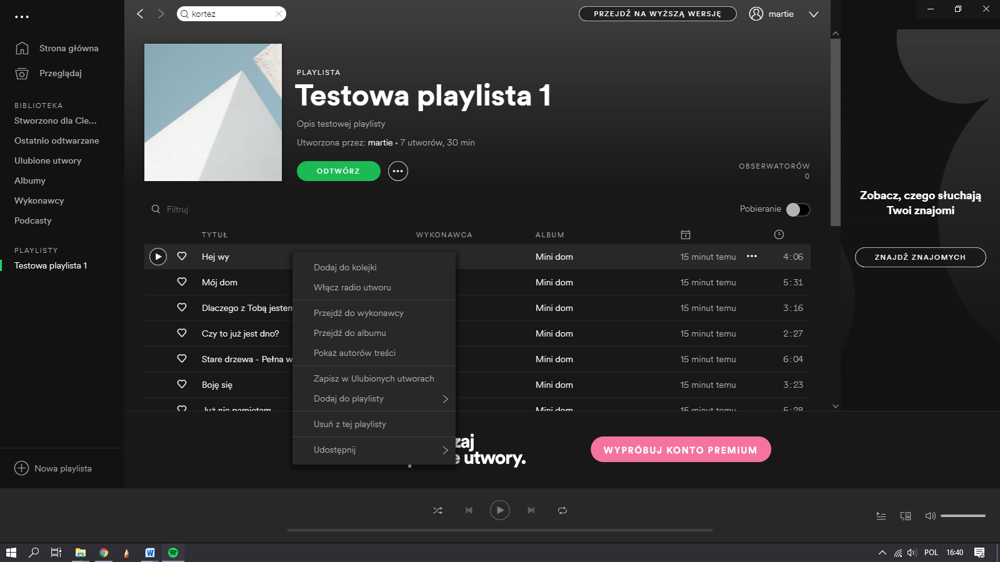 kortez
PRZEJDŹ NA WYŻSZĄ WERSJĘ
martie
Strona główna
Przeglądaj
BIBLIOTEKA
Stworzono dla Cie...
Ostatnio odtwarzane
Ulubione utwory
Albumy
Wykonawcy
Podcasty
PLAYLISTY
Testowa playlista 1
Nowa playlista
PLAYLISTA
Testowa playlista 1
Opis testowej playlisty
Utworzona przez: martie • 7 utworów, 30 min
ODTWÓRZ
OBSERWATORÓW
0
Filtruj
Pobieranie
TYTUŁ WYKONAWCA ALBUM
Hej wy Mini dom 15 minut temu 4:06
Mój dom Mini dom 15 minut temu 5:31
Dlaczego z Tobą jestem Mini dom 15 minut temu 3:16
Czy to już jest dno? Mini dom 15 minut temu 2:27
Stare drzewa - Pełna w Mini dom 15 minut temu 6:04
Boję się Mini dom 15 minut temu 3:23
Już nie pamiętam Mini dom 15 minut temu 5:28
Dodaj do kolejki
Włącz radio utworu
Przejdź do wykonawcy
Przejdź do albumu
Pokaż autorów treści
Zapisz w Ulubionych utworach
Dodaj do playlisty
Usuń z tej playlisty
Udostępnij
zaj
utwory.
WYPRÓBUJ KONTO PREMIUM
Zobacz, czego słuchają
Twoi znajomi
ZNAJDŹ ZNAJOMYCH
POL 16:40